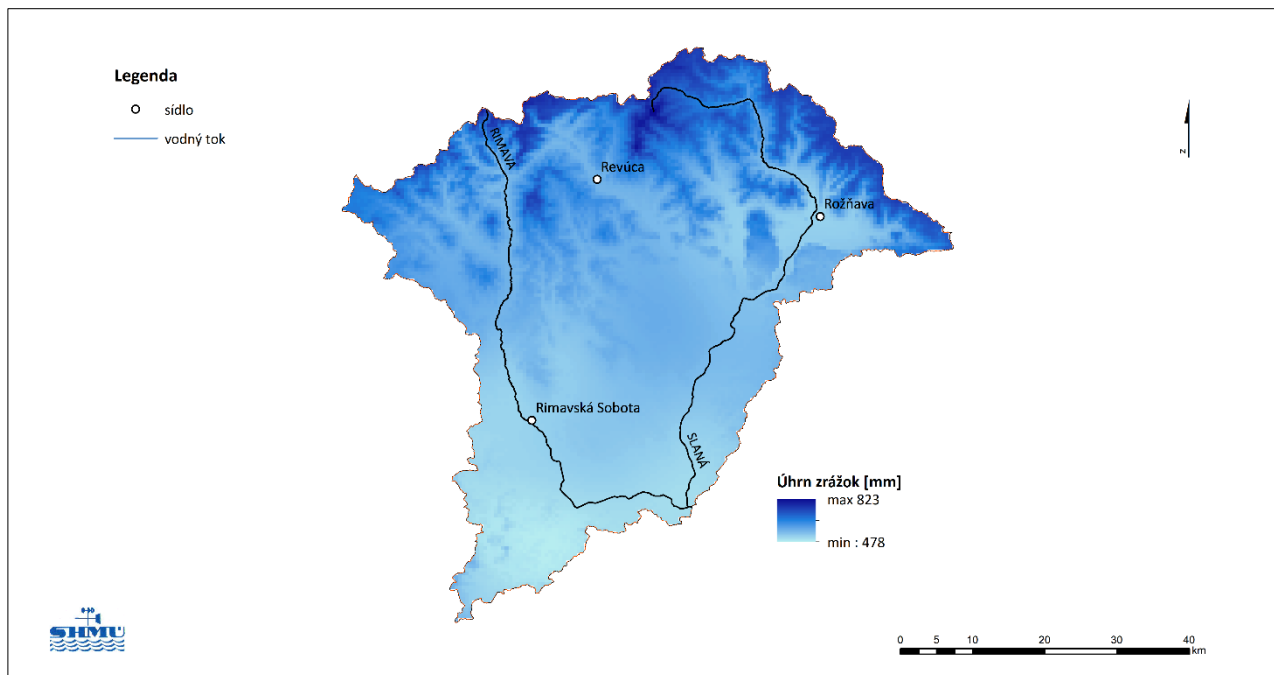 Legenda
sídlo
vodný tok
RIMAVA
Revúca
Rožňava
Rimavská Sobota
SLANÁ
Úhrn zrážok [mm]
max 823
min : 478
z
SHMÚ
0 5 10 20 30 40
km